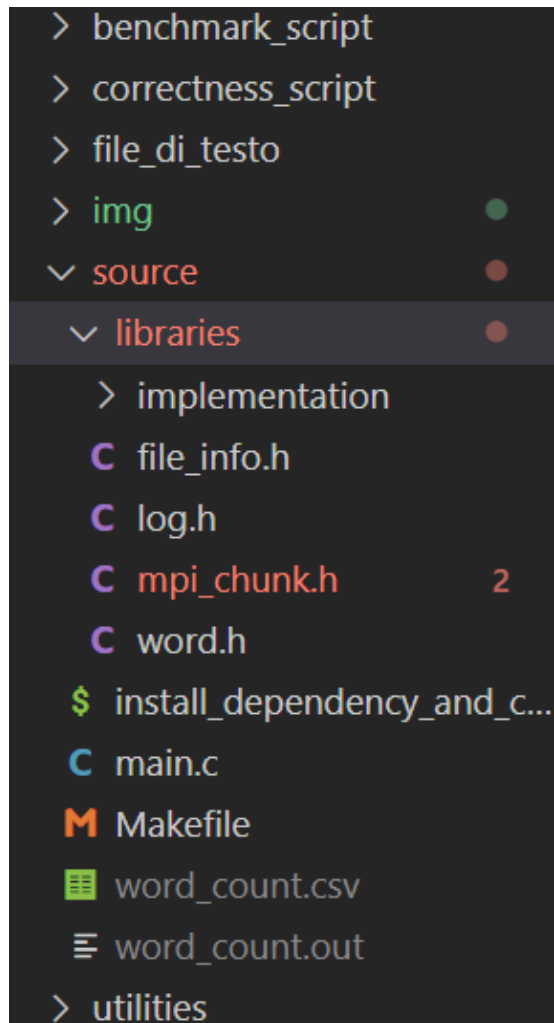 benchmark_script
correctness_script
file_di_testo
img
source
libraries
implementation
C file_info.h
C log.h
C mpi_chunk.h 2
C word.h
$ install_dependency_and_c...
C main.c
M Makefile
word_count.csv
word_count.out
utilities